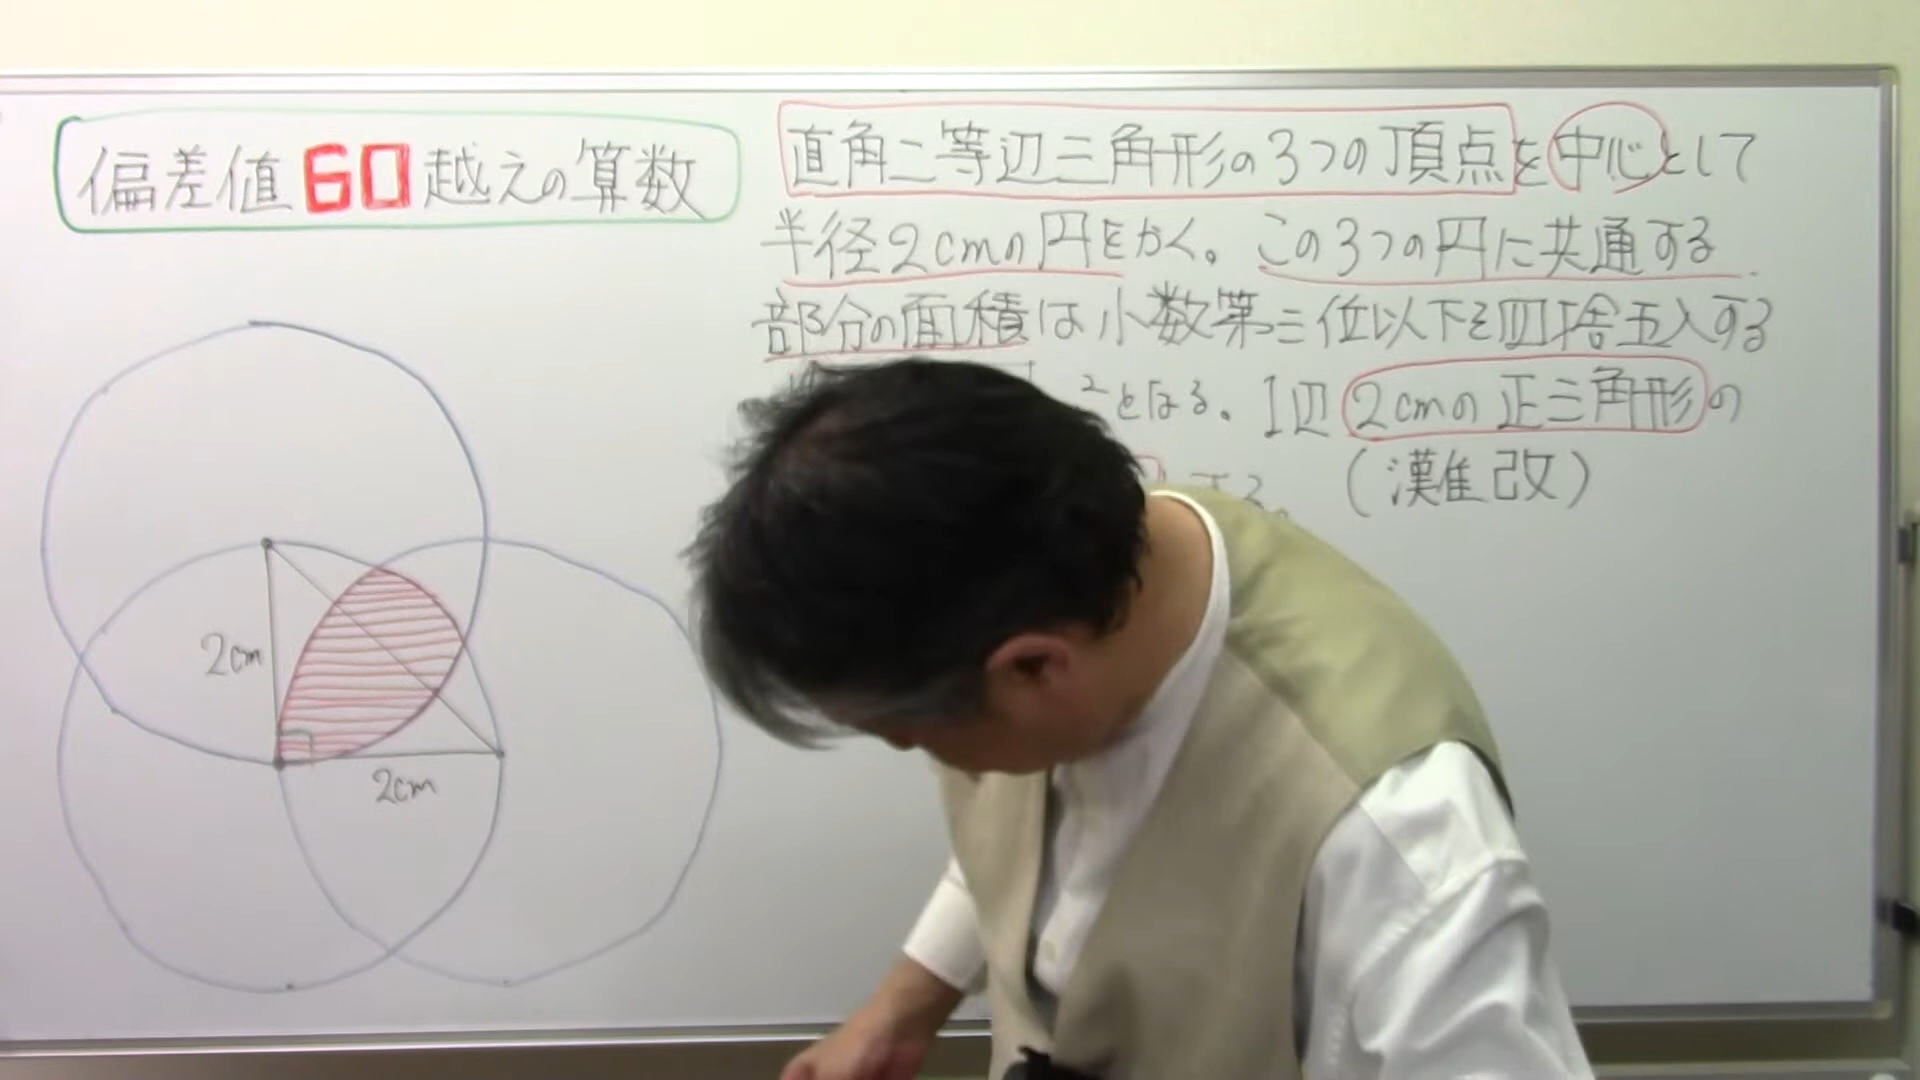 偏差値60越えの算数
直角二等辺三角形の3つの頂点を中心として
半径2cmの円をかく。この3つの円に共通する
部分の面積は小数第三位以下を四捨五入する
²となる。1辺2cmの正三角形の
する。(灘改)
2cm
2cm